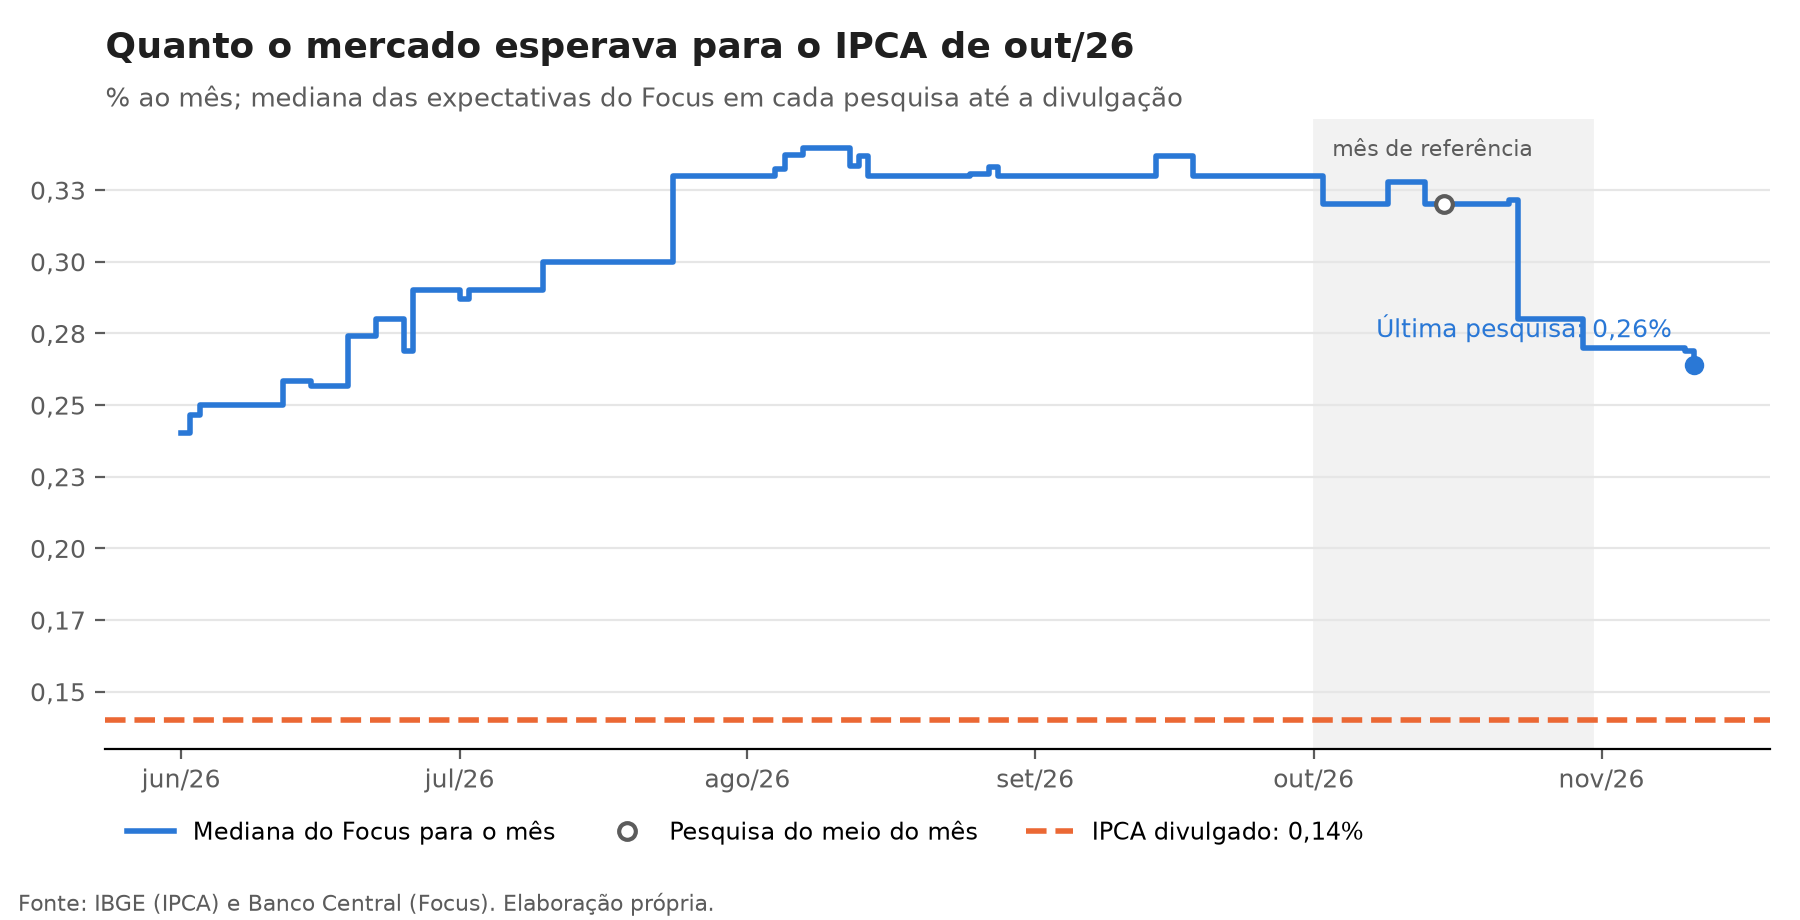 Quanto o mercado esperava para o IPCA de out/26
% ao mês; mediana das expectativas do Focus em cada pesquisa até a divulgação
mês de referência
0,33
0,30
0,28
Última pesquisa: 0,26%
0,25
0,23
0,20
0,17
0,15
jun/26 jul/26 ago/26 set/26 out/26 nov/26
Mediana do Focus para o mês Pesquisa do meio do mês IPCA divulgado: 0,14%
Fonte: IBGE (IPCA) e Banco Central (Focus). Elaboração própria.